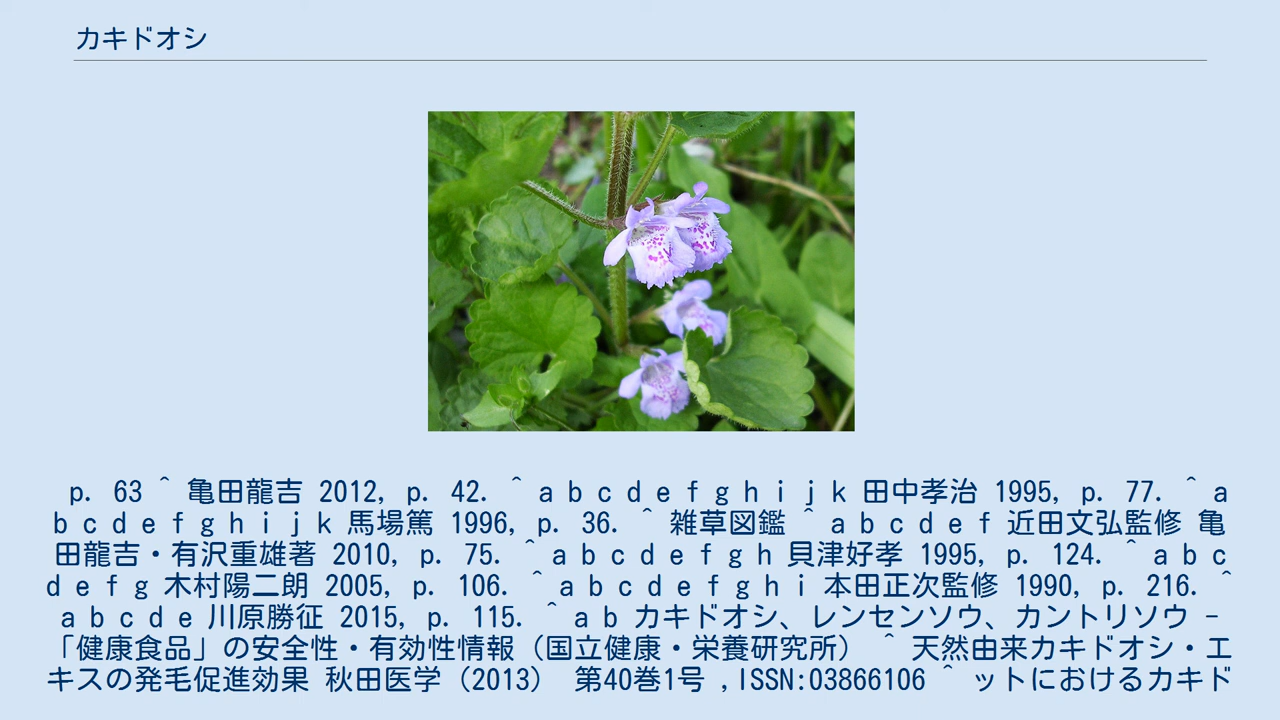 カキドオシ
p. 63 ^ 亀田龍吉 2012, p. 42. ^ a b c d e f g h i j k 田中孝治 1995, p. 77. ^ a
b c d e f g h i j k 馬場篤 1996, p. 36. ^ 雑草図鑑 ^ a b c d e f 近田文弘監修 亀
田龍吉・有沢重雄著 2010, p. 75. ^ a b c d e f g h 貝津好孝 1995, p. 124. ^ a b c
d e f g 木村陽二朗 2005, p. 106. ^ a b c d e f g h i 本田正次監修 1990, p. 216. ^
a b c d e 川原勝征 2015, p. 115. ^ a b カキドオシ、レンセンソウ、カントリソウ -
「健康食品」の安全性・有効性情報（国立健康・栄養研究所） ^ 天然由来カキドオシ・エ
キスの発毛促進効果 秋田医学（2013） 第40巻1号 ,ISSN:03866106 ^ ットにおけるカキド